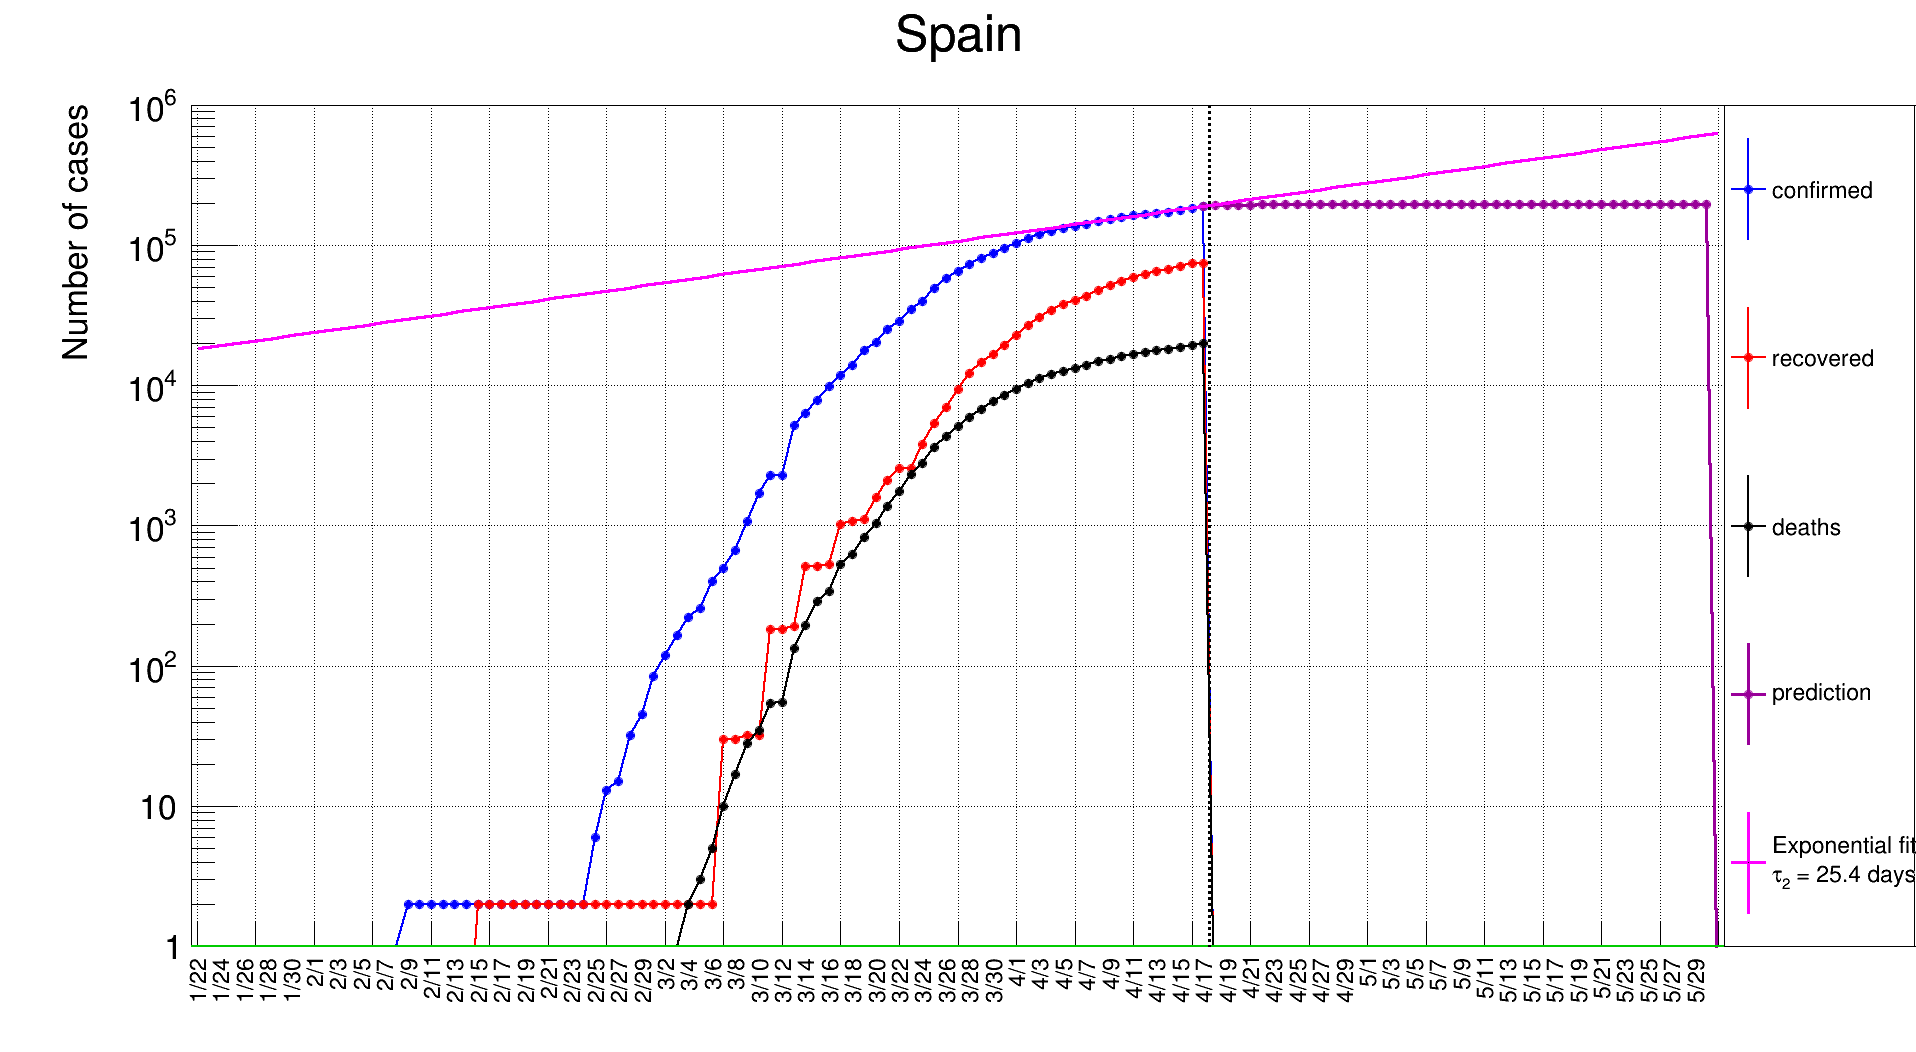 Spain
Number of cases
10^6
10^5
10^4
10^3
10^2
10
1
1/22 1/24 1/26 1/28 1/30 2/1 2/3 2/5 2/7 2/9 2/11 2/13 2/15 2/17 2/19 2/21 2/23 2/25 2/27 2/29 3/2 3/4 3/6 3/8 3/10 3/12 3/14 3/16 3/18 3/20 3/22 3/24 3/26 3/28 3/30 4/1 4/3 4/5 4/7 4/9 4/11 4/13 4/15 4/17 4/19 4/21 4/23 4/25 4/27 4/29 5/1 5/3 5/5 5/7 5/9 5/11 5/13 5/15 5/17 5/19 5/21 5/23 5/25 5/27 5/29
confirmed
recovered
deaths
prediction
Exponential fit
τ₂ = 25.4 days